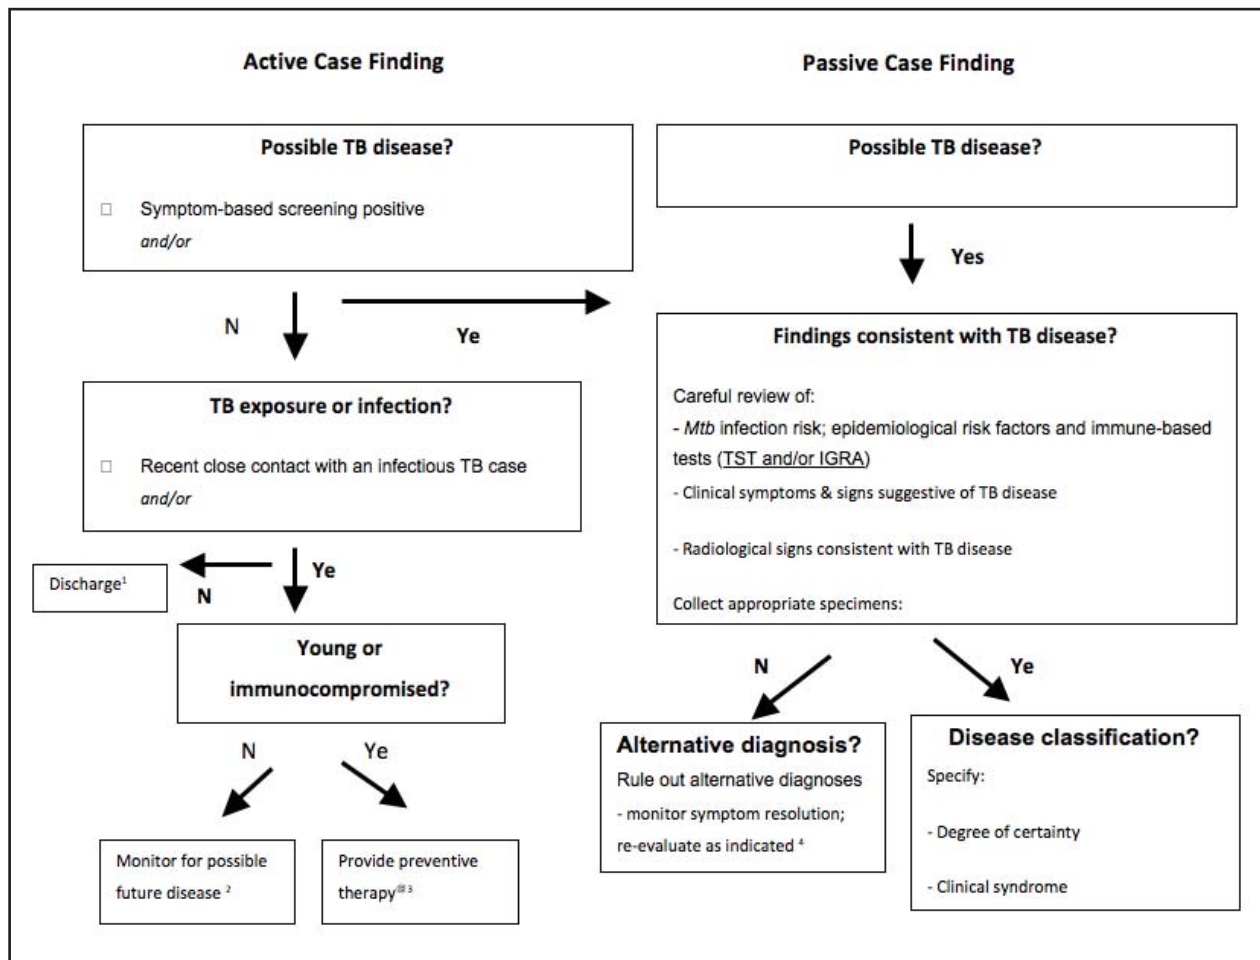 Active Case Finding
Passive Case Finding
Possible TB disease?
□ Symptom-based screening positive
and/or
Possible TB disease?
Yes
N
Ye
TB exposure or infection?
□ Recent close contact with an infectious TB case
and/or
Findings consistent with TB disease?
Careful review of:
- Mtb infection risk; epidemiological risk factors and immune-based
tests (TST and/or IGRA)
- Clinical symptoms & signs suggestive of TB disease
- Radiological signs consistent with TB disease
Collect appropriate specimens:
Discharge¹
N
Ye
Young or
immunocompromised?
N
Ye
Monitor for possible
future disease ²
Provide preventive
therapy@³
N
Ye
Alternative diagnosis?
Rule out alternative diagnoses
- monitor symptom resolution;
re-evaluate as indicated ⁴
Disease classification?
Specify:
- Degree of certainty
- Clinical syndrome